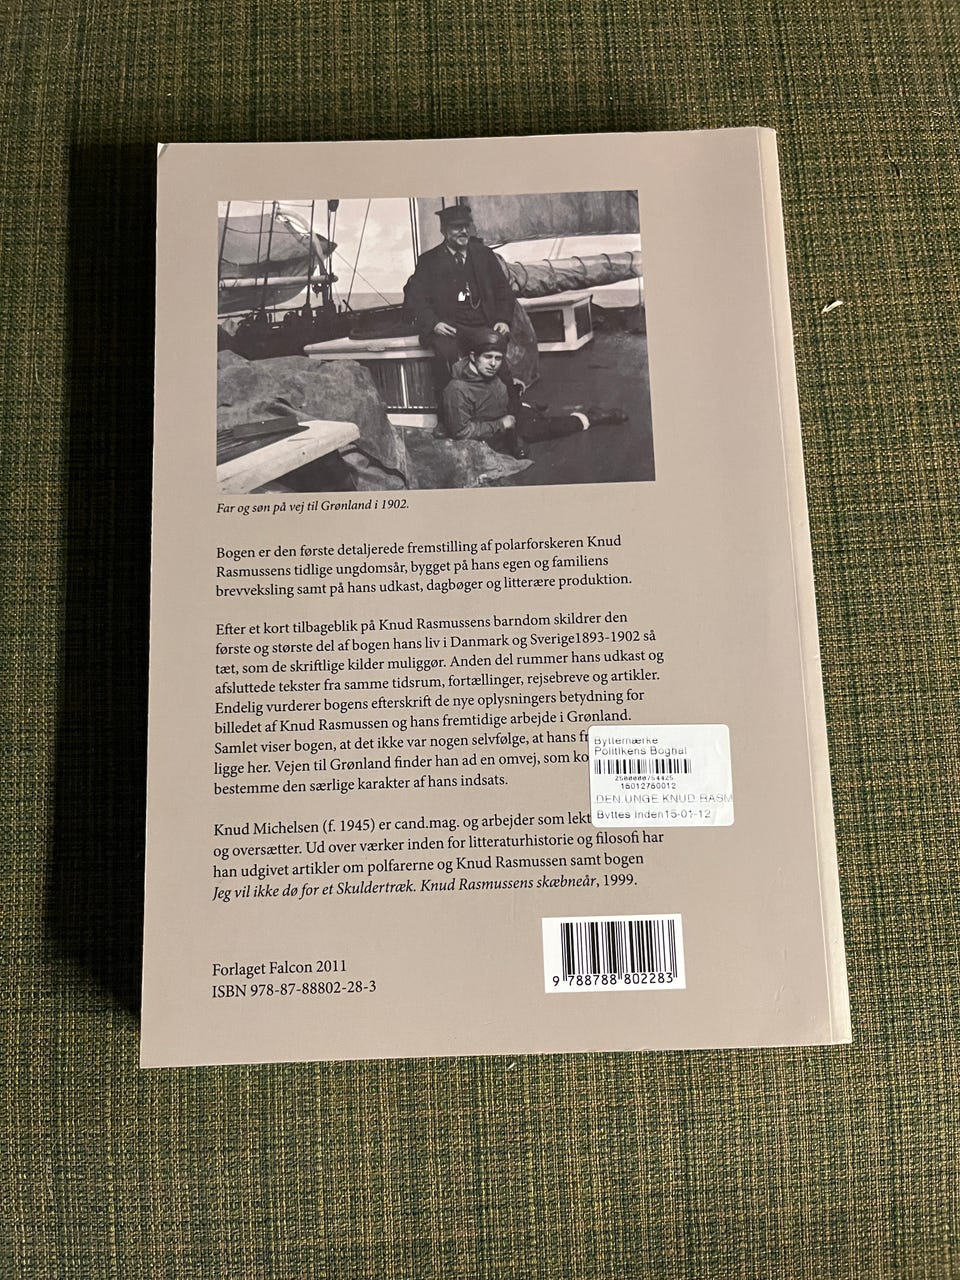 Far og søn på vej til Grønland i 1902.
Bogen er den første detaljerede fremstilling af polarforskeren Knud
Rasmussens tidlige ungdomsår, bygget på hans egen og familiens
brevveksling samt på hans udkast, dagbøger og litterære produktion.
Efter et kort tilbageblik på Knud Rasmussens barndom skildrer den
første og største del af bogen hans liv i Danmark og Sverige1893-1902 så
tæt, som de skriftlige kilder muliggør. Anden del rummer hans udkast og
afsluttede tekster fra samme tidsrum, fortællinger, rejsebreve og artikler.
Endelig vurderer bogens efterskrift de nye oplysningers betydning for
billedet af Knud Rasmussen og hans fremtidige arbejde i Grønland.
Samlet viser bogen, at det ikke var nogen selvfølge, at hans
ligge her. Vejen til Grønland finder han ad en omvej, som
bestemme den særlige karakter af hans indsats.
Byttemærke
Politikens Boghal
2500000754425
16012760012
DEN UNGE KNUD RASM
Byttes inden15-01-12
Knud Michelsen (f. 1945) er cand.mag. og arbejder som
og oversætter. Ud over værker inden for litteraturhistorie og filosofi har
han udgivet artikler om polfarerne og Knud Rasmussen samt bogen
Jeg vil ikke dø for et Skuldertræk. Knud Rasmussens skæbneår, 1999.
Forlaget Falcon 2011
ISBN 978-87-88802-28-3
9 788788 802283